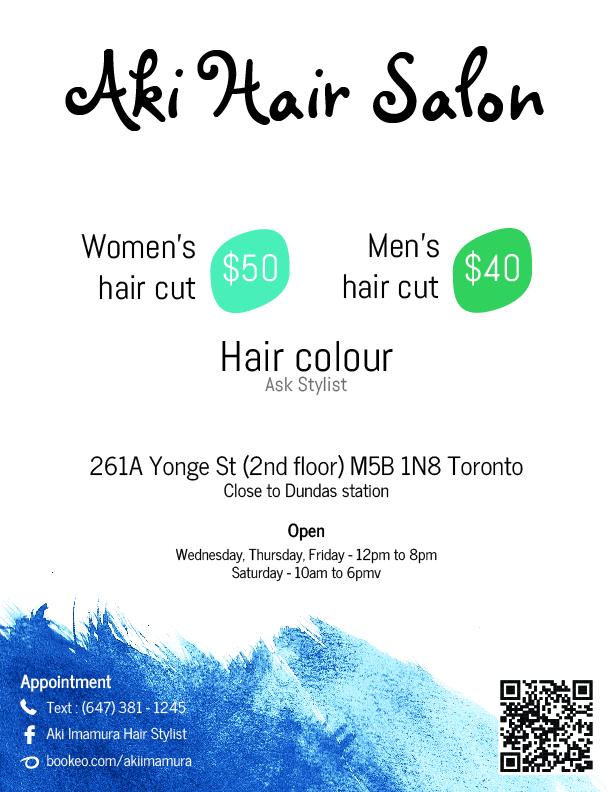 Aki Hair Salon
Women's
hair cut
$50
Men's
hair cut
$40
Hair colour
Ask Stylist
261A Yonge St (2nd floor) M5B 1N8 Toronto
Close to Dundas station
Open
Wednesday, Thursday, Friday - 12pm to 8pm
Saturday - 10am to 6pmv
Appointment
Text : (647) 381 - 1245
Aki Imamura Hair Stylist
bookeo.com/akiimamura